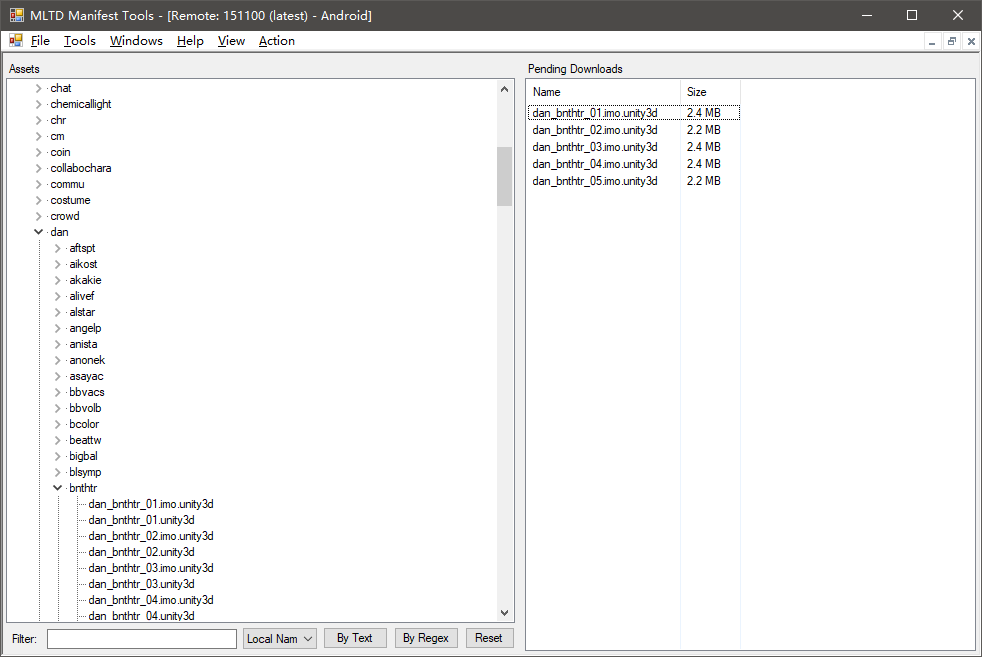 MLTD Manifest Tools - [Remote: 151100 (latest) - Android]
File Tools Windows Help View Action
Assets
chat
chemicallight
chr
cm
coin
collabochara
commu
costume
crowd
dan
aftspt
aikost
akakie
alivef
alstar
angelp
anista
anonek
asayac
bbvacs
bbvolb
bcolor
beattw
bigbal
blsymp
bnthtr
dan_bnthtr_01.imo.unity3d
dan_bnthtr_01.unity3d
dan_bnthtr_02.imo.unity3d
dan_bnthtr_02.unity3d
dan_bnthtr_03.imo.unity3d
dan_bnthtr_03.unity3d
dan_bnthtr_04.imo.unity3d
dan_bnthtr_04.unity3d
Filter: Local Nam By Text By Regex Reset
Pending Downloads
Name Size
dan_bnthtr_01.imo.unity3d 2.4 MB
dan_bnthtr_02.imo.unity3d 2.2 MB
dan_bnthtr_03.imo.unity3d 2.4 MB
dan_bnthtr_04.imo.unity3d 2.4 MB
dan_bnthtr_05.imo.unity3d 2.2 MB